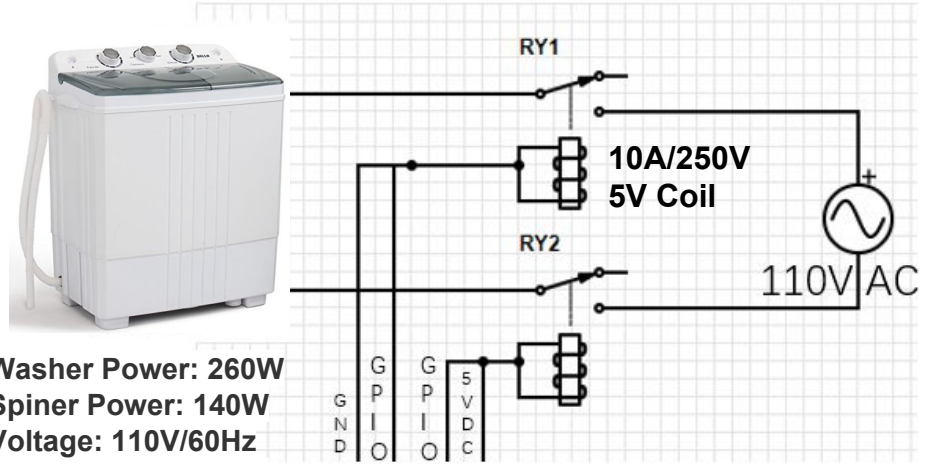 RY1
10A/250V
5V Coil
+
RY2
110V AC
Washer Power: 260W
Spiner Power: 140W
Voltage: 110V/60Hz
GND
GPIO
GPIO
5VDC